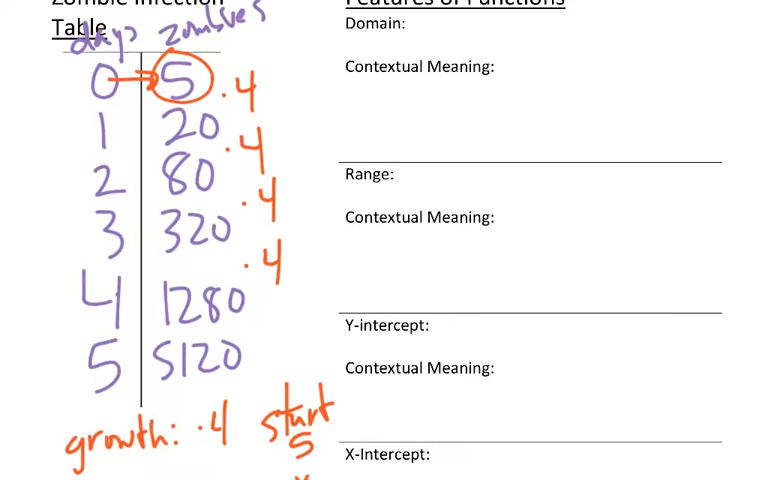 Zombie Infection
Table
days zombies
0 5 · 4
1 20 · 4
2 80 · 4
3 320 · 4
4 1280
5 5120
growth: · 4 start
5
Features of Functions
Domain:
Contextual Meaning:
Range:
Contextual Meaning:
Y-intercept:
Contextual Meaning:
X-Intercept: